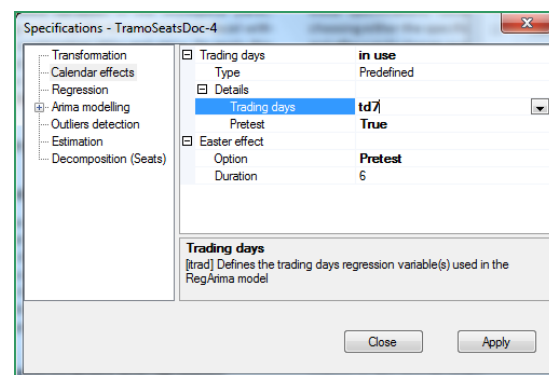 Specifications - TramoSeatsDoc-4
Transformation
Calendar effects
Regression
Arima modelling
Outliers detection
Estimation
Decomposition (Seats)
Trading days in use
Type Predefined
Details
Trading days td7
Pretest True
Easter effect
Option Pretest
Duration 6
Trading days
[itrad] Defines the trading days regression variable(s) used in the
RegArima model
Close Apply